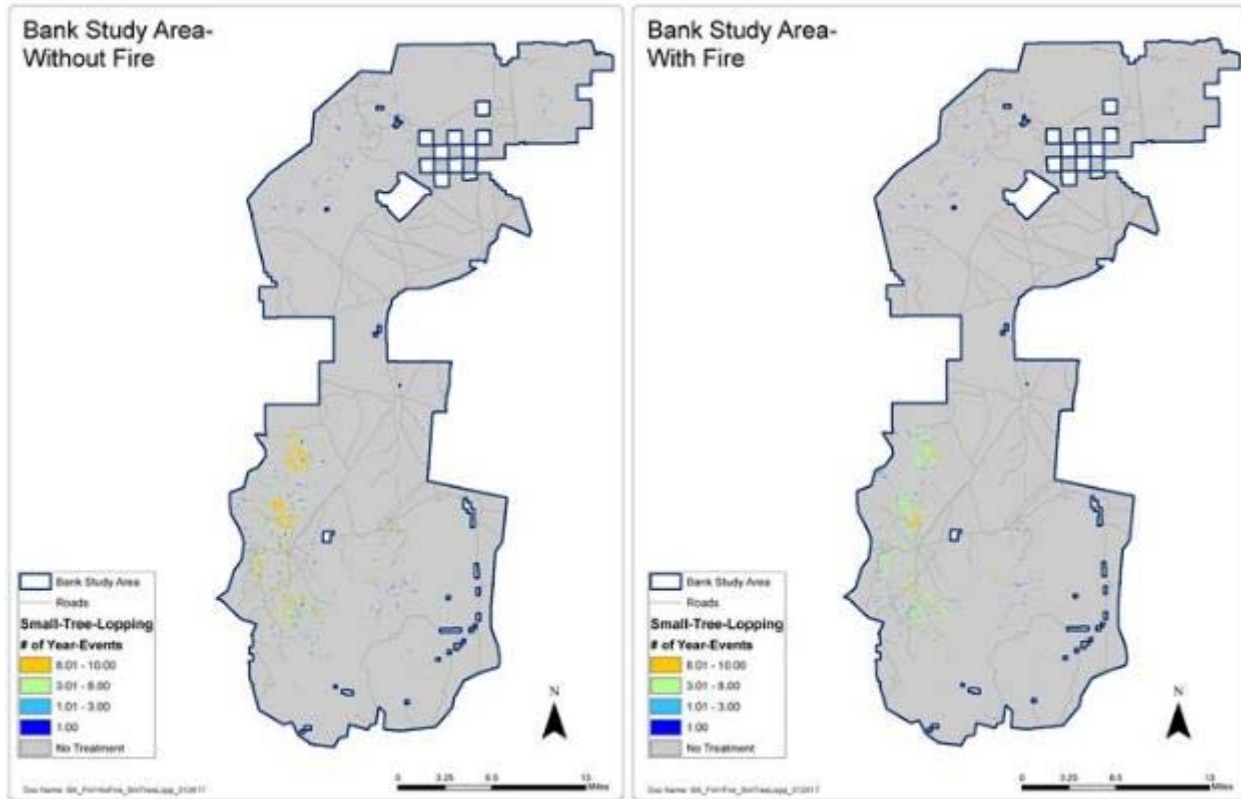 Bank Study Area-
Without Fire
Bank Study Area
Roads
Small-Tree-Lopping
# of Year-Events
8.01 - 10.00
3.01 - 8.00
1.01 - 3.00
1.00
No Treatment
N
0 3.25 6.5 13
Miles
Bank Study Area-
With Fire
Bank Study Area
Roads
Small-Tree-Lopping
# of Year-Events
8.01 - 10.00
3.01 - 8.00
1.01 - 3.00
1.00
No Treatment
N
0 3.25 6.5 13
Miles